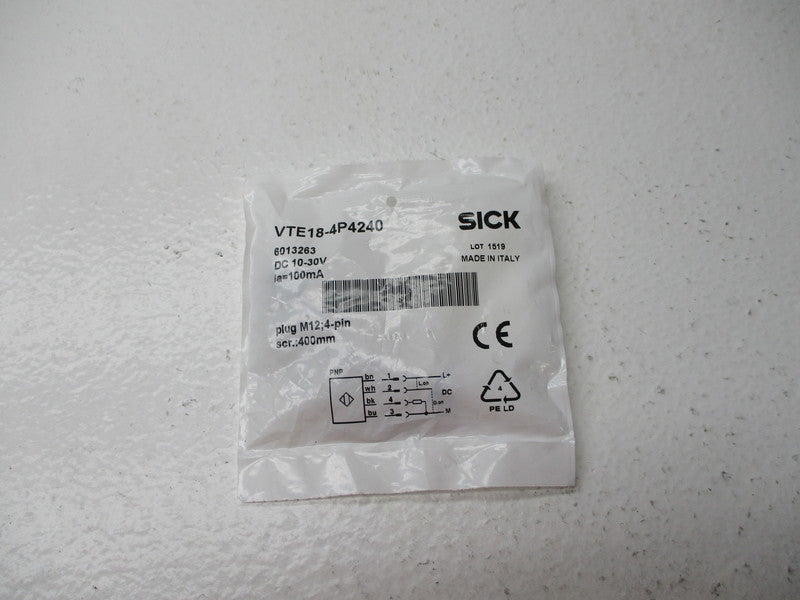 VTE18-4P4240
6013263
DC 10-30V
Ia=100mA
SICK
LOT 1519
MADE IN ITALY
plug M12;4-pin
scr.:400mm
CE
PNP
bn 1 L+
L.on
wh 2
DC
bk 4
D.on
bu 3 M
4
PE LD